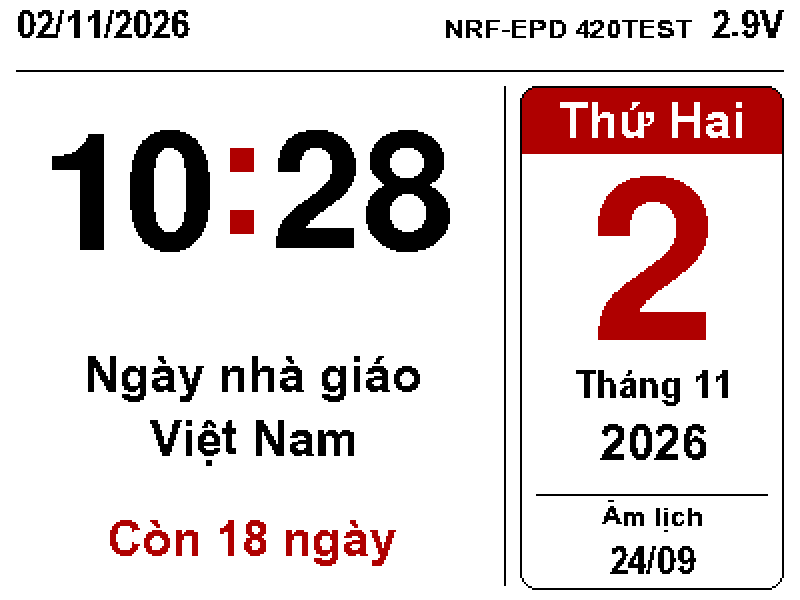 02/11/2026
NRF-EPD 420TEST 2.9V
10:28
Ngày nhà giáo
Việt Nam
Còn 18 ngày
Thứ Hai
2
Tháng 11
2026
Âm lịch
24/09